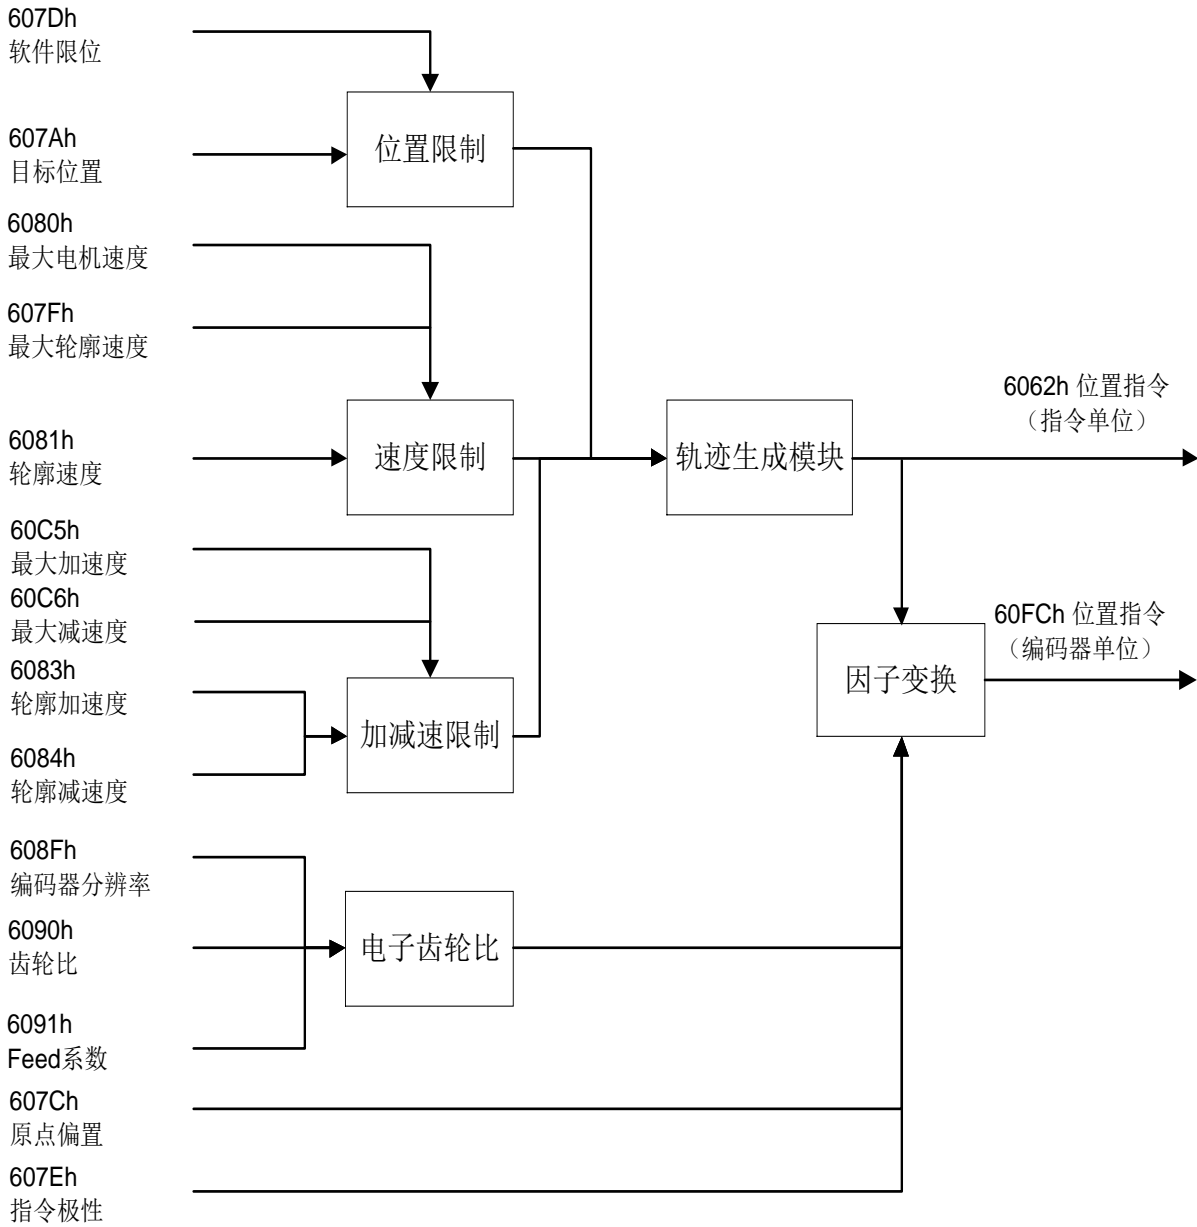 607Dh
软件限位
607Ah
目标位置
位置限制
6080h
最大电机速度
607Fh
最大轮廓速度
6081h
轮廓速度
速度限制
轨迹生成模块
6062h 位置指令
（指令单位）
60C5h
最大加速度
60C6h
最大减速度
6083h
轮廓加速度
6084h
轮廓减速度
加减速限制
因子变换
60FCh 位置指令
（编码器单位）
608Fh
编码器分辨率
6090h
齿轮比
6091h
Feed系数
电子齿轮比
607Ch
原点偏置
607Eh
指令极性